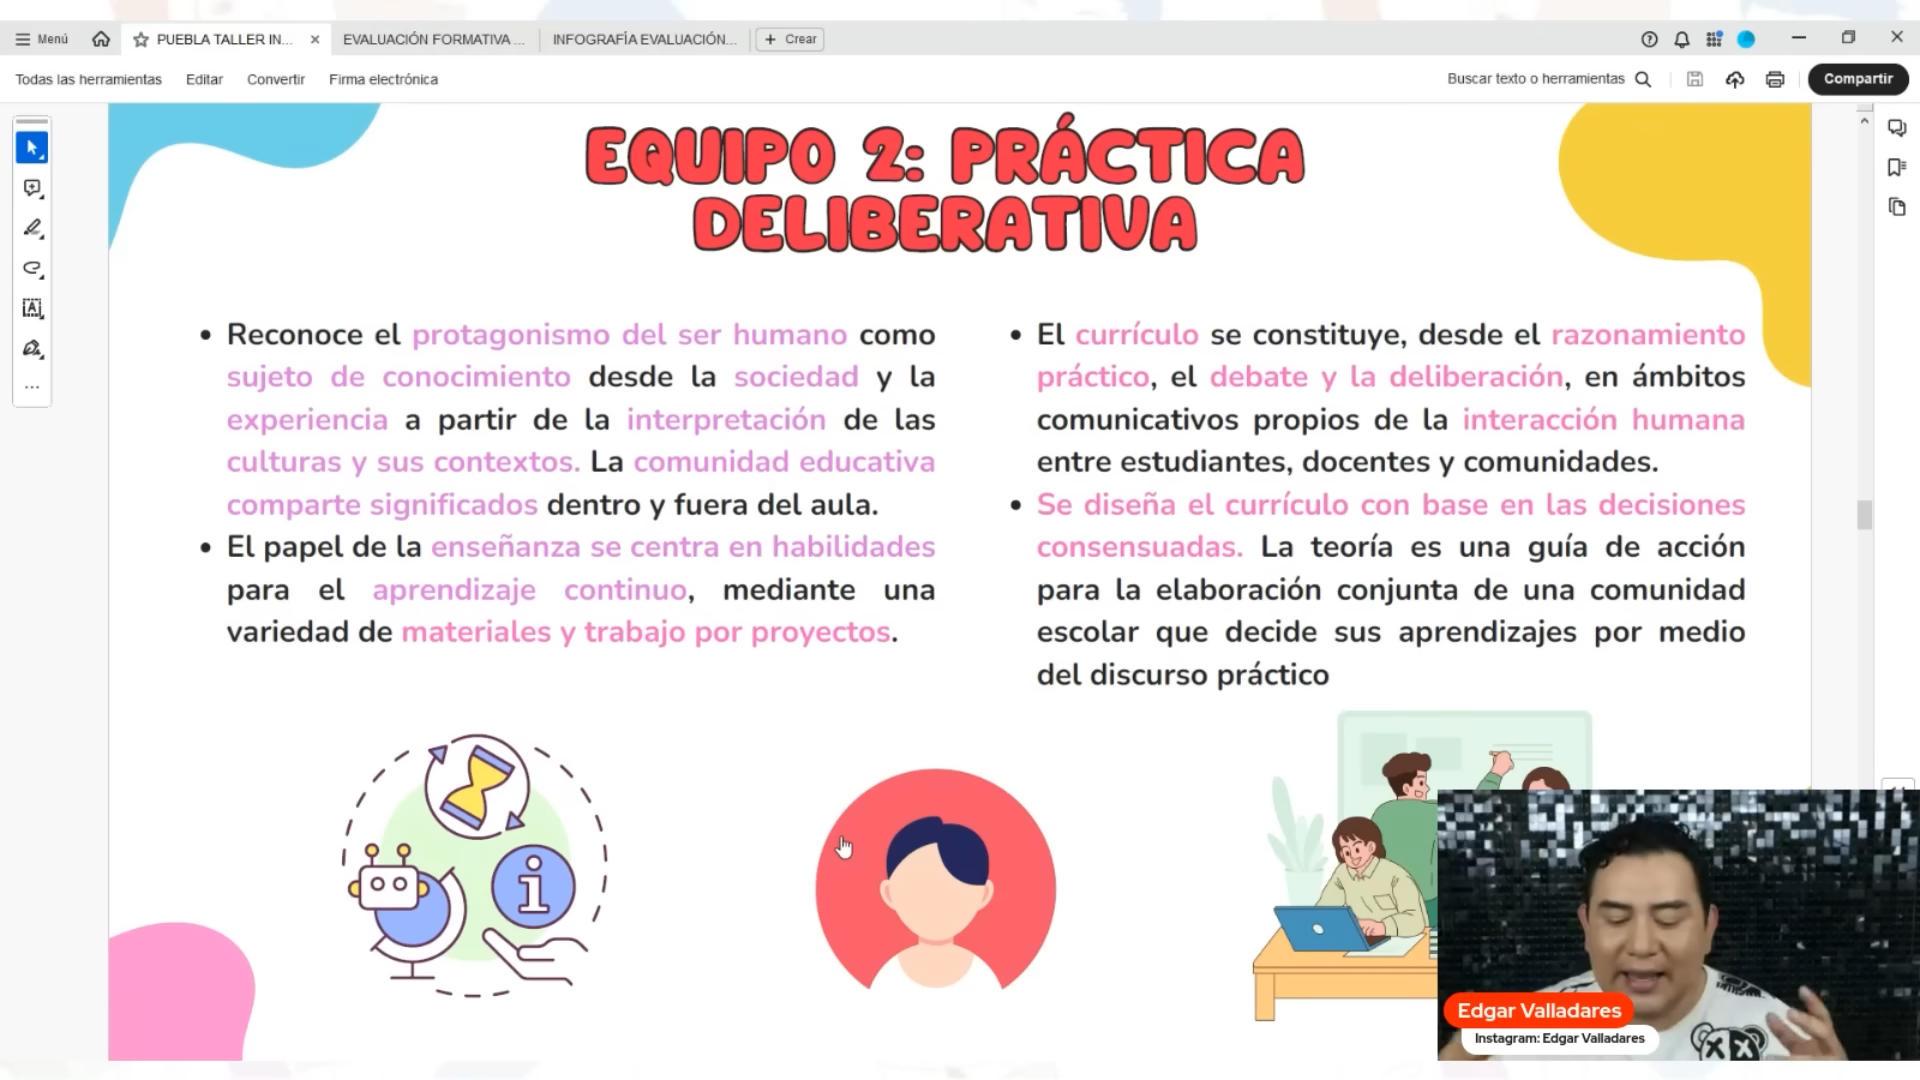 Menú
PUEBLA TALLER IN...
EVALUACIÓN FORMATIVA ...
INFOGRAFÍA EVALUACIÓN...
Crear
Todas las herramientas
Editar
Convertir
Firma electrónica
Buscar texto o herramientas
Compartir
EQUIPO 2: PRÁCTICA
DELIBERATIVA
• Reconoce el protagonismo del ser humano como
sujeto de conocimiento desde la sociedad y la
experiencia a partir de la interpretación de las
culturas y sus contextos. La comunidad educativa
comparte significados dentro y fuera del aula.
• El papel de la enseñanza se centra en habilidades
para el aprendizaje continuo, mediante una
variedad de materiales y trabajo por proyectos.
• El currículo se constituye, desde el razonamiento
práctico, el debate y la deliberación, en ámbitos
comunicativos propios de la interacción humana
entre estudiantes, docentes y comunidades.
• Se diseña el currículo con base en las decisiones
consensuadas. La teoría es una guía de acción
para la elaboración conjunta de una comunidad
escolar que decide sus aprendizajes por medio
del discurso práctico
Edgar Valladares
Instagram: Edgar Valladares